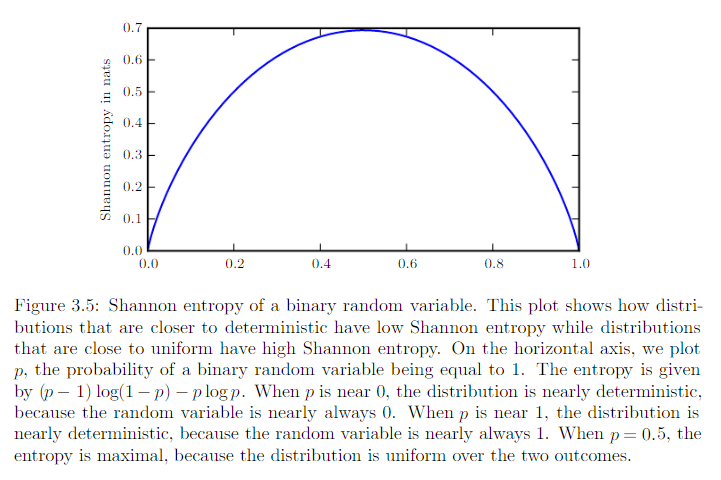 0.7
0.6
0.5
0.4
0.3
0.2
0.1
0.0
Shannon entropy in nats
0.0 0.2 0.4 0.6 0.8 1.0
Figure 3.5: Shannon entropy of a binary random variable. This plot shows how distri-
butions that are closer to deterministic have low Shannon entropy while distributions
that are close to uniform have high Shannon entropy. On the horizontal axis, we plot
p, the probability of a binary random variable being equal to 1. The entropy is given
by (p − 1) log(1 − p) − p log p. When p is near 0, the distribution is nearly deterministic,
because the random variable is nearly always 0. When p is near 1, the distribution is
nearly deterministic, because the random variable is nearly always 1. When p = 0.5, the
entropy is maximal, because the distribution is uniform over the two outcomes.